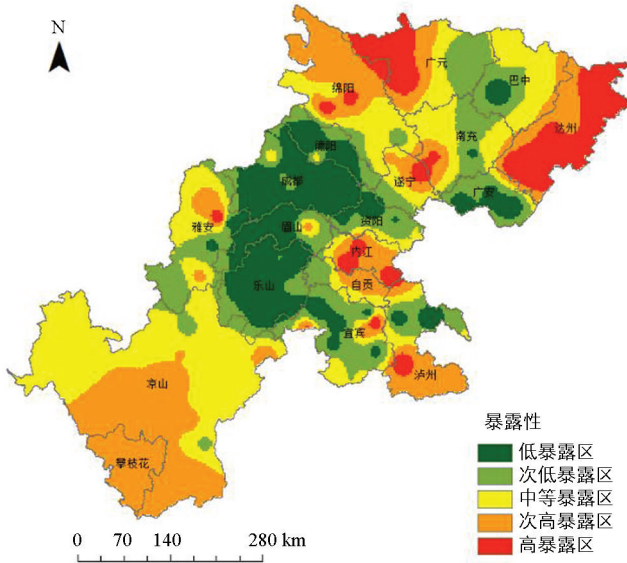 N
广元
巴中
绵阳
达州
德阳
南充
成都
遂宁
广安
资阳
雅安
眉山
内江
乐山
自贡
宜宾
泸州
凉山
攀枝花
暴露性
低暴露区
次低暴露区
中等暴露区
次高暴露区
高暴露区
0 70 140 280 km